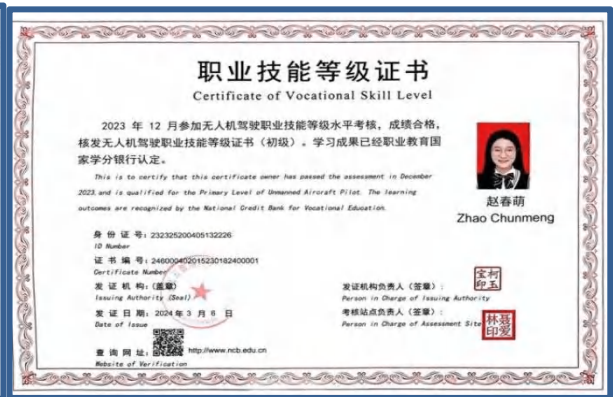 职业技能等级证书
Certificate of Vocational Skill Level
2023 年 12 月参加无人机驾驶职业技能等级水平考核，成绩合格，
核发无人机驾驶职业技能等级证书（初级）。学习成果已经职业教育国
家学分银行认定。
This is to certify that this certificate owner has passed the assessment in December
2023, and is qualified for the Primary Level of Unmanned Aircraft Pilot. The learning
outcomes are recognized by the National Credit Bank for Vocational Education.
赵春萌
Zhao Chunmeng
身 份 证 号：232325200405132226
ID Number
证 书 编 号：246000402015230182400001
Certificate Number
发 证 机 构：(盖章)
Issuing Authority (Seal)
发 证 日 期：2024 年 3 月 8 日
Date of Issue
查 询 网 址：http://www.ncb.edu.cn
Website of Verification
发证机构负责人（签章）：
Person in Charge of Issuing Authority
考核站点负责人（签章）：
Person in Charge of Assessment Site